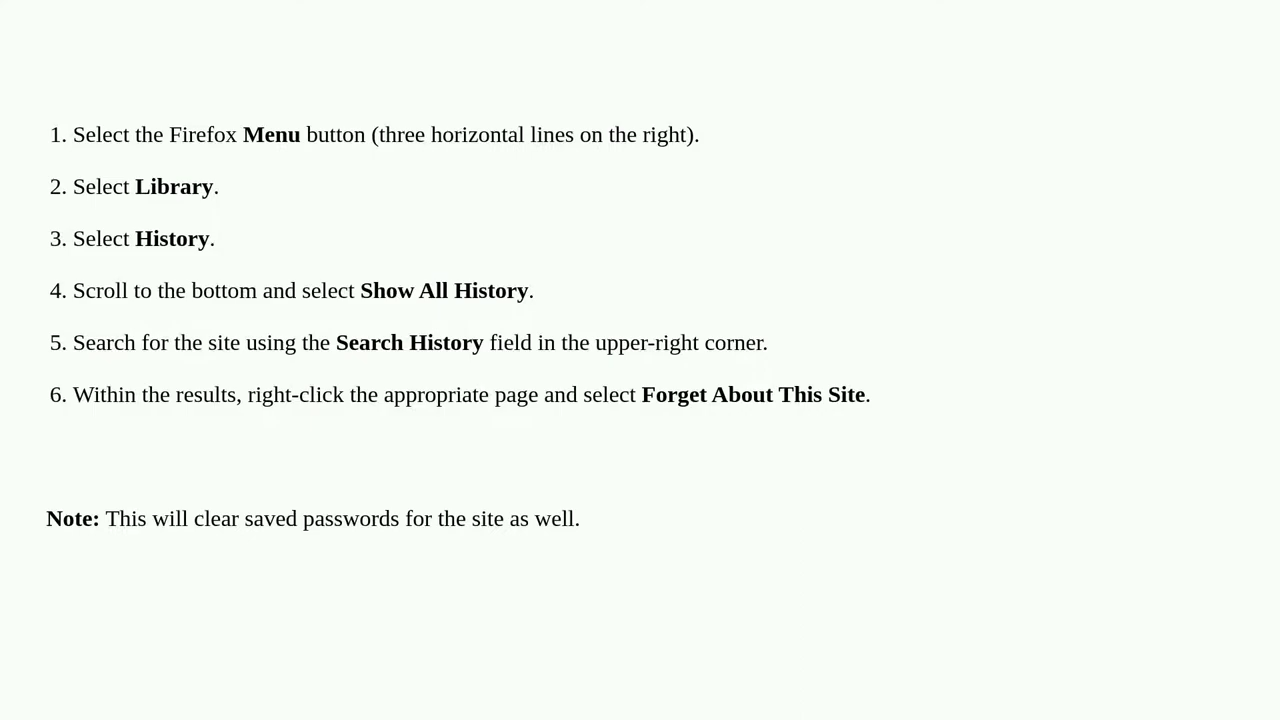 1. Select the Firefox Menu button (three horizontal lines on the right).
2. Select Library.
3. Select History.
4. Scroll to the bottom and select Show All History.
5. Search for the site using the Search History field in the upper-right corner.
6. Within the results, right-click the appropriate page and select Forget About This Site.
Note: This will clear saved passwords for the site as well.